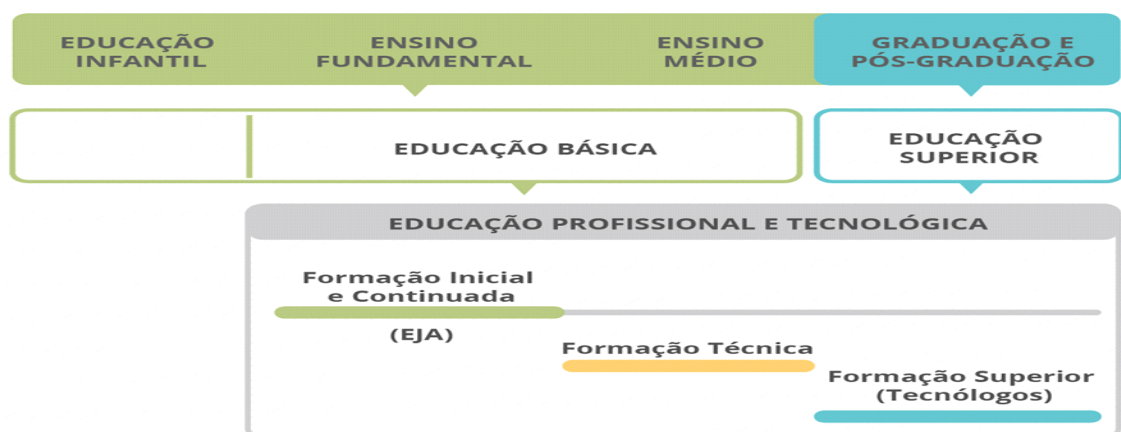 EDUCAÇÃO
INFANTIL
ENSINO
FUNDAMENTAL
ENSINO
MÉDIO
GRADUAÇÃO E
PÓS-GRADUAÇÃO
EDUCAÇÃO BÁSICA
EDUCAÇÃO
SUPERIOR
EDUCAÇÃO PROFISSIONAL E TECNOLÓGICA
Formação Inicial
e Continuada
(EJA)
Formação Técnica
Formação Superior
(Tecnólogos)